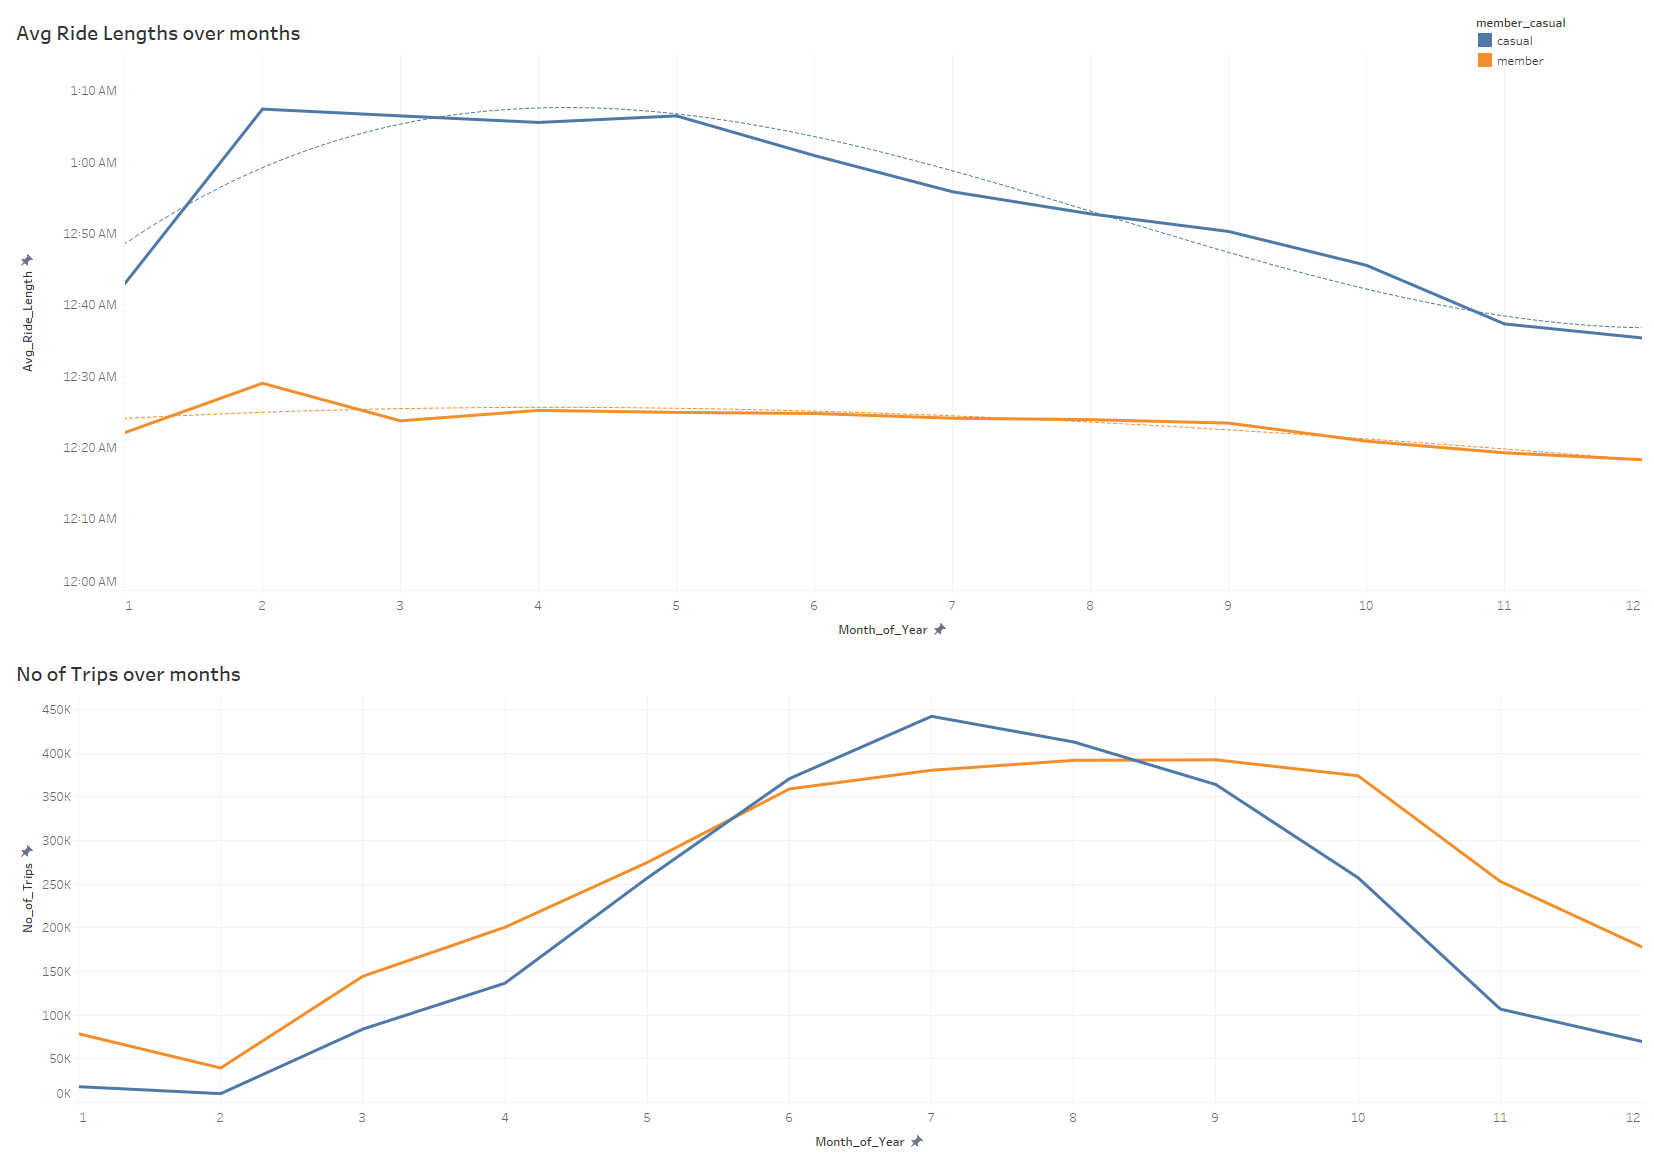 Avg Ride Lengths over months
member_casual
casual
member
1:10 AM
1:00 AM
12:50 AM
12:40 AM
12:30 AM
12:20 AM
12:10 AM
12:00 AM
Avg_Ride_Length
1 2 3 4 5 6 7 8 9 10 11 12
Month_of_Year
No of Trips over months
450K
400K
350K
300K
250K
200K
150K
100K
50K
0K
No_of_Trips
1 2 3 4 5 6 7 8 9 10 11 12
Month_of_Year